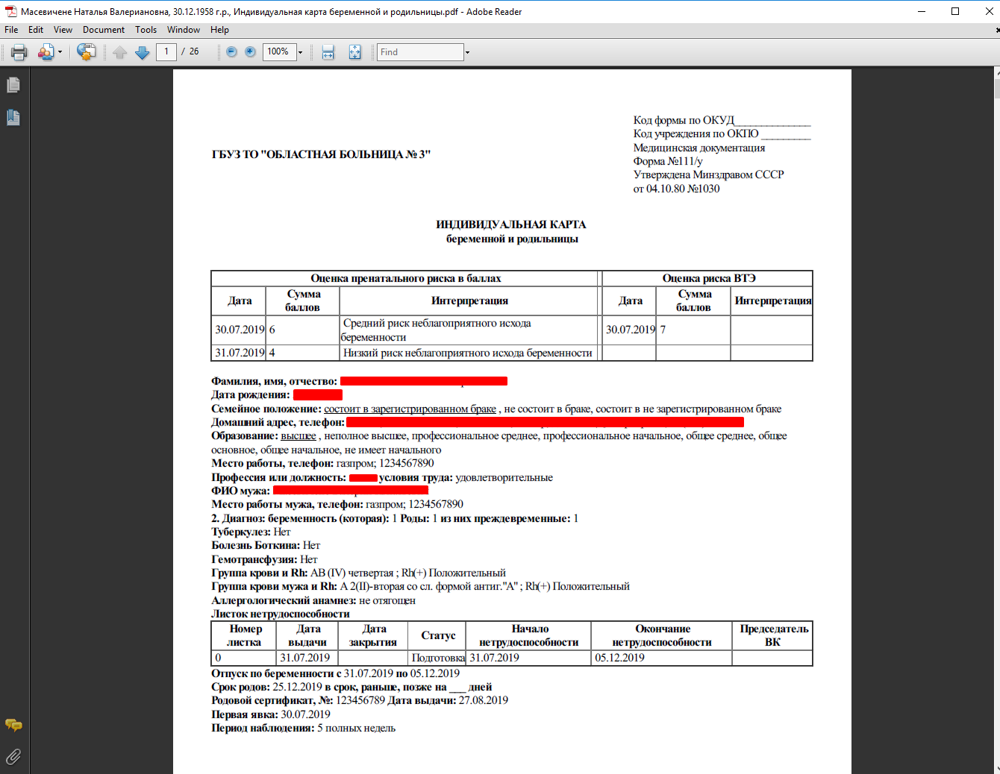 Масевичене Наталья Валериановна, 30.12.1958 г.р., Индивидуальная карта беременной и родильницы.pdf - Adobe Reader
File Edit View Document Tools Window Help
1 / 26 100% Find
Код формы по ОКУД______________
Код учреждения по ОКПО _________
Медицинская документация
Форма №111/у
Утверждена Минздравом СССР
от 04.10.80 №1030
ГБУЗ ТО "ОБЛАСТНАЯ БОЛЬНИЦА № 3"
ИНДИВИДУАЛЬНАЯ КАРТА
беременной и родильницы
Оценка пренатального риска в баллах Оценка риска ВТЭ
Дата Сумма баллов Интерпретация Дата Сумма баллов Интерпретация
30.07.2019 6 Средний риск неблагоприятного исхода беременности 30.07.2019 7
31.07.2019 4 Низкий риск неблагоприятного исхода беременности
Фамилия, имя, отчество:
Дата рождения:
Семейное положение: состоит в зарегистрированном браке , не состоит в браке, состоит в не зарегистрированном браке
Домашний адрес, телефон:
Образование: высшее , неполное высшее, профессиональное среднее, профессиональное начальное, общее среднее, общее
основное, общее начальное, не имеет начального
Место работы, телефон: газпром; 1234567890
Профессия или должность: условия труда: удовлетворительные
ФИО мужа:
Место работы мужа, телефон: газпром; 1234567890
2. Диагноз: беременность (которая): 1 Роды: 1 из них преждевременные: 1
Туберкулез: Нет
Болезнь Боткина: Нет
Гемотрансфузия: Нет
Группа крови и Rh: AB (IV) четвертая ; Rh(+) Положительный
Группа крови мужа и Rh: A 2(II)-вторая со сл. формой антиг."А" ; Rh(+) Положительный
Аллергологический анамнез: не отягощен
Листок нетрудоспособности
Номер листка Дата выдачи Дата закрытия Статус Начало нетрудоспособности Окончание нетрудоспособности Председатель ВК
0 31.07.2019 Подготовка 31.07.2019 05.12.2019
Отпуск по беременности с 31.07.2019 по 05.12.2019
Срок родов: 25.12.2019 в срок, раньше, позже на ___ дней
Родовой сертификат, №: 123456789 Дата выдачи: 27.08.2019
Первая явка: 30.07.2019
Период наблюдения: 5 полных недель